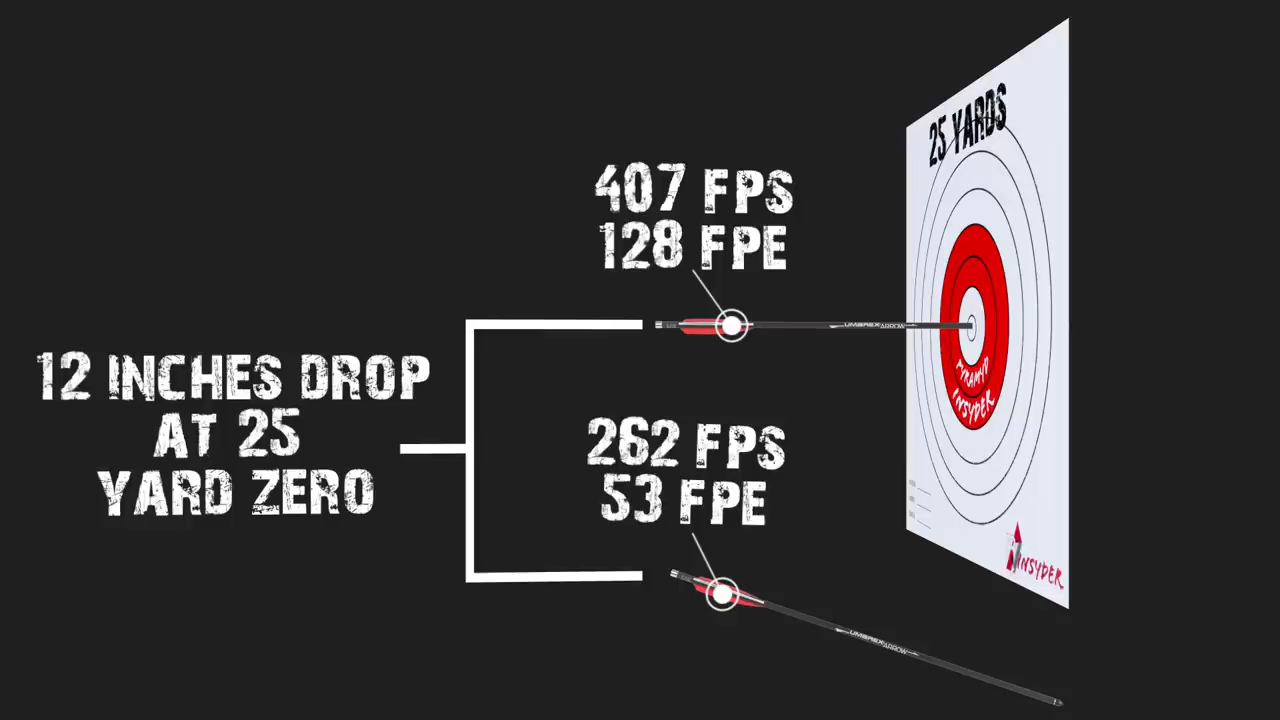 25 YARDS
407 FPS
128 FPE
UMAREX ARROW
12 INCHES DROP
AT 25
YARD ZERO
PYRAMYD
INSYDER
262 FPS
53 FPE
INSYDER
UMAREX ARROW